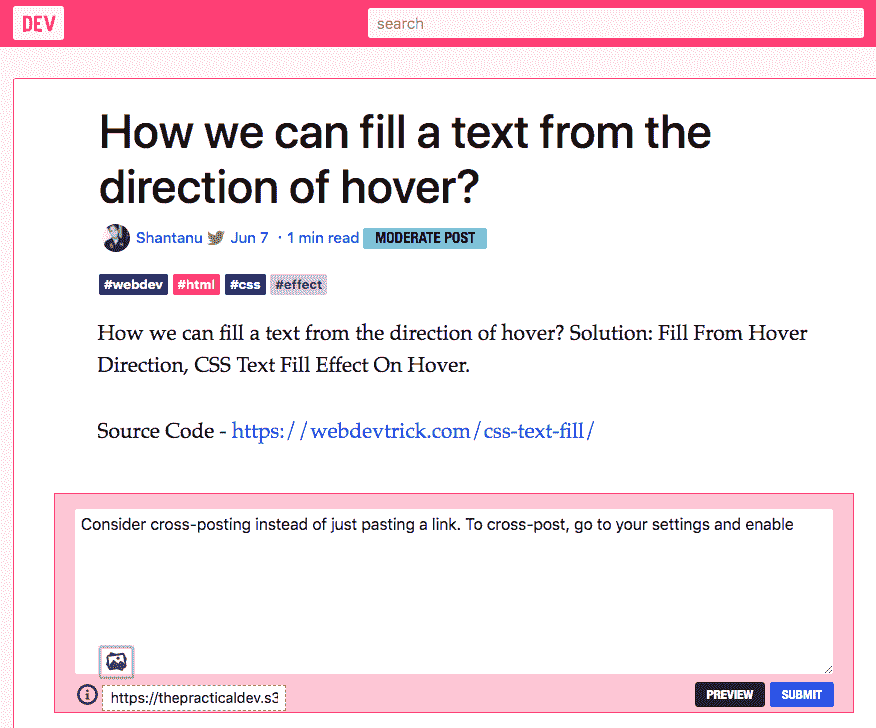 DEV
search
How we can fill a text from the
direction of hover?
Shantanu Jun 7 · 1 min read MODERATE POST
#webdev #html #css #effect
How we can fill a text from the direction of hover? Solution: Fill From Hover
Direction, CSS Text Fill Effect On Hover.
Source Code - https://webdevtrick.com/css-text-fill/
Consider cross-posting instead of just pasting a link. To cross-post, go to your settings and enable
https://thepracticaldev.s3
PREVIEW
SUBMIT